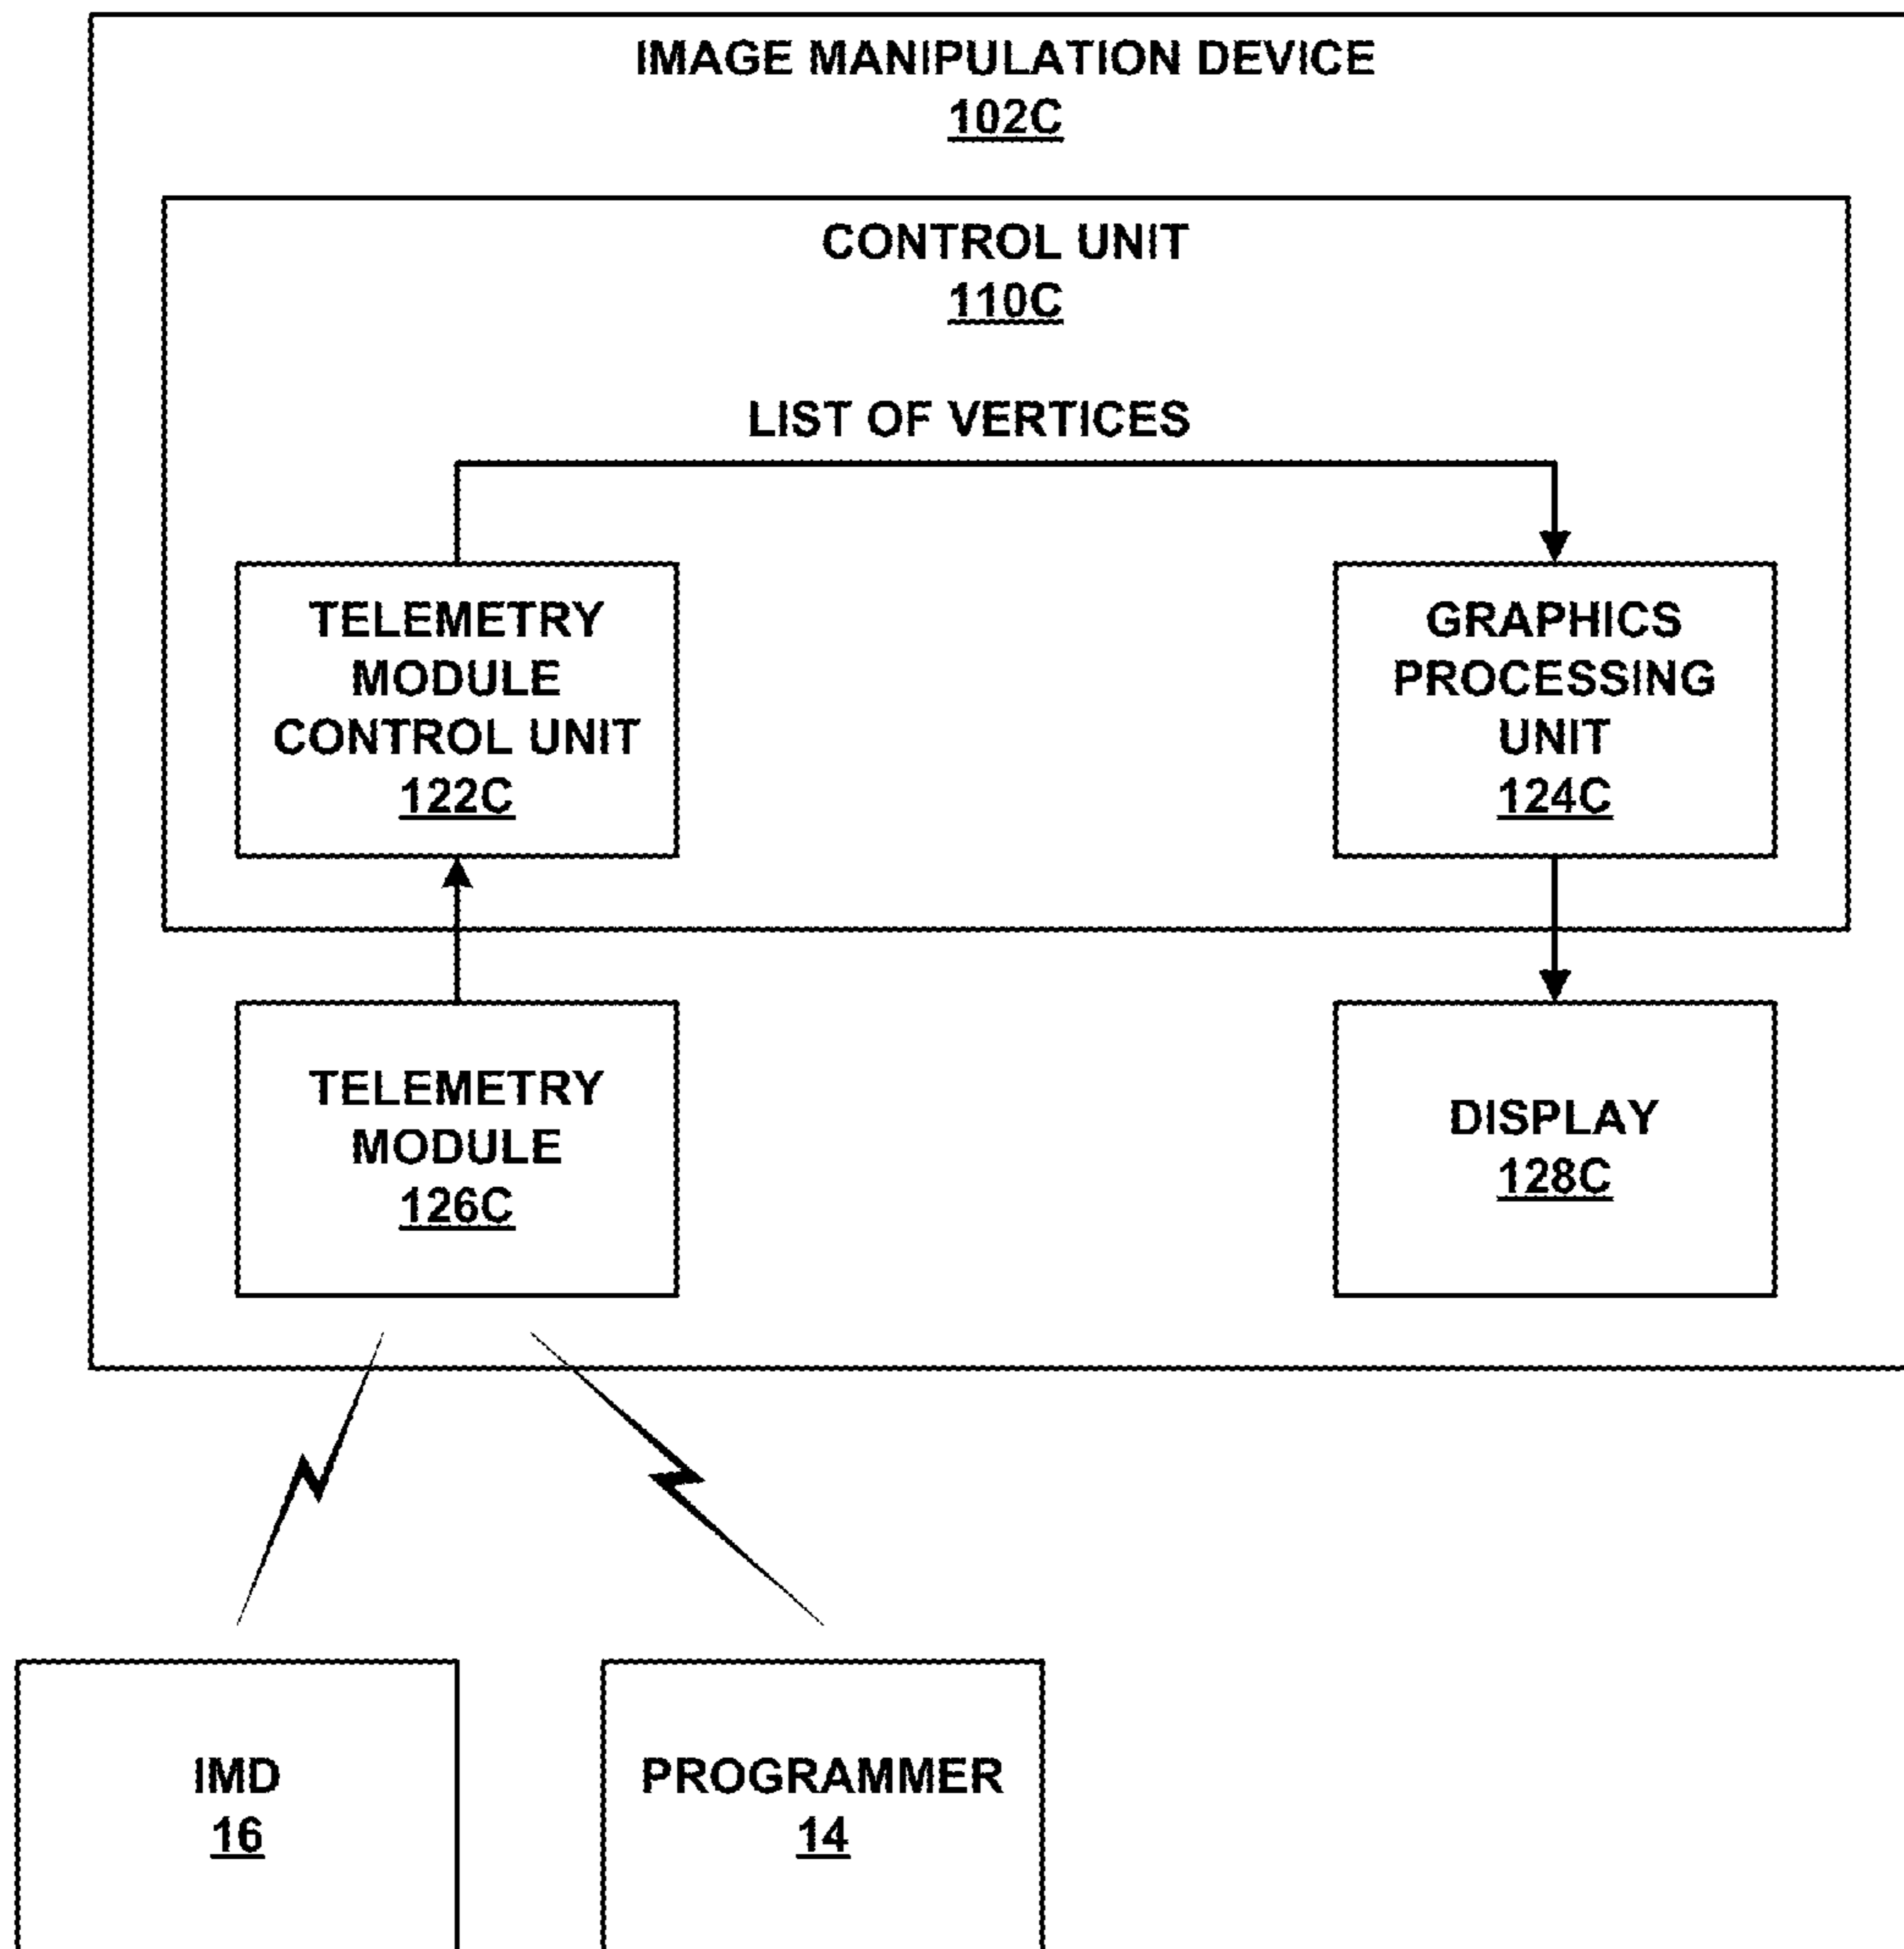 IMAGE MANIPULATION DEVICE
102C
CONTROL UNIT
110C
LIST OF VERTICES
TELEMETRY
MODULE
CONTROL UNIT
122C
GRAPHICS
PROCESSING
UNIT
124C
TELEMETRY
MODULE
126C
DISPLAY
128C
IMD
16
PROGRAMMER
14